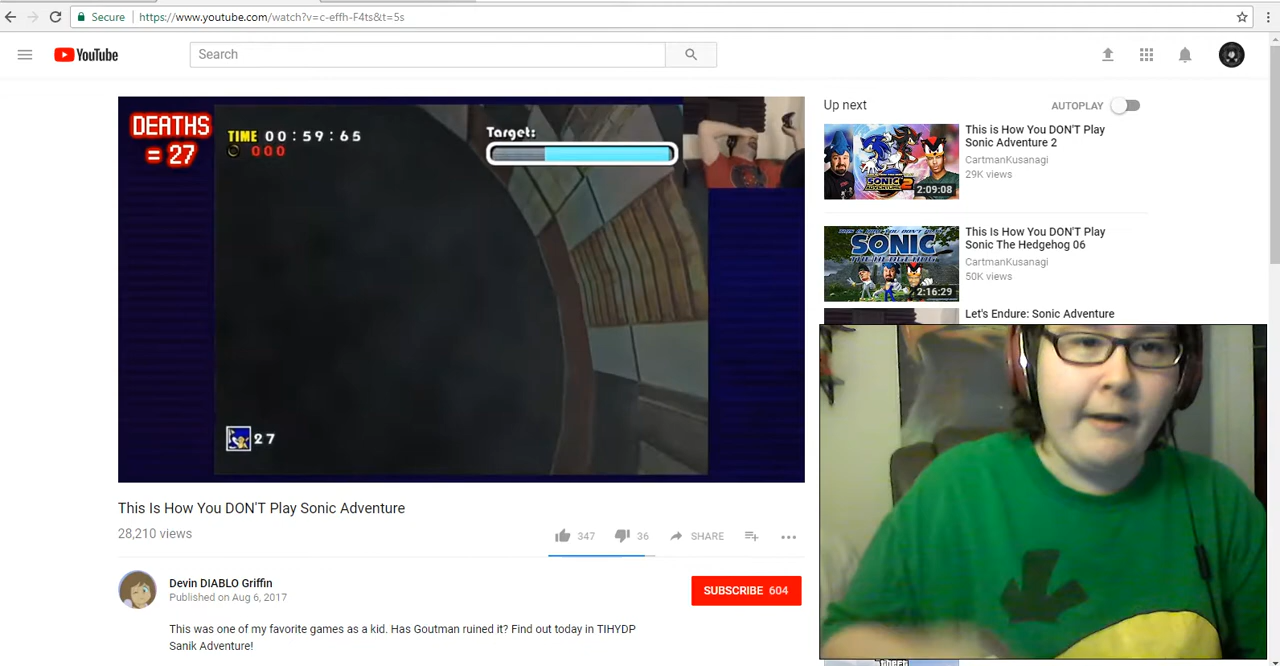 Secure https://www.youtube.com/watch?v=c-effh-F4ts&t=5s
YouTube
Search
DEATHS
= 27
TIME 00:59:65
000
Target:
27
Up next
AUTOPLAY
This is How You DON'T Play
Sonic Adventure 2
CartmanKusanagi
29K views
2:09:08
This Is How You DON'T Play
Sonic The Hedgehog 06
CartmanKusanagi
50K views
SONIC
2:16:29
Let's Endure: Sonic Adventure
This Is How You DON'T Play Sonic Adventure
28,210 views
347
36
SHARE
Devin DIABLO Griffin
Published on Aug 6, 2017
SUBSCRIBE 604
This was one of my favorite games as a kid. Has Goutman ruined it? Find out today in TIHYDP
Sanik Adventure!